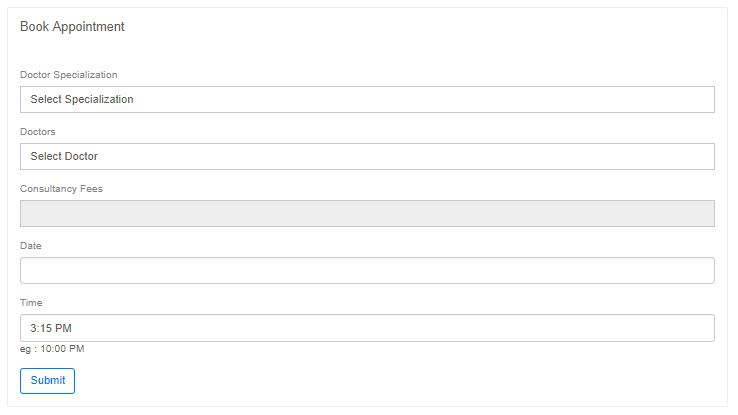 Book Appointment
Doctor Specialization
Select Specialization
Doctors
Select Doctor
Consultancy Fees
Date
Time
3:15 PM
eg : 10:00 PM
Submit